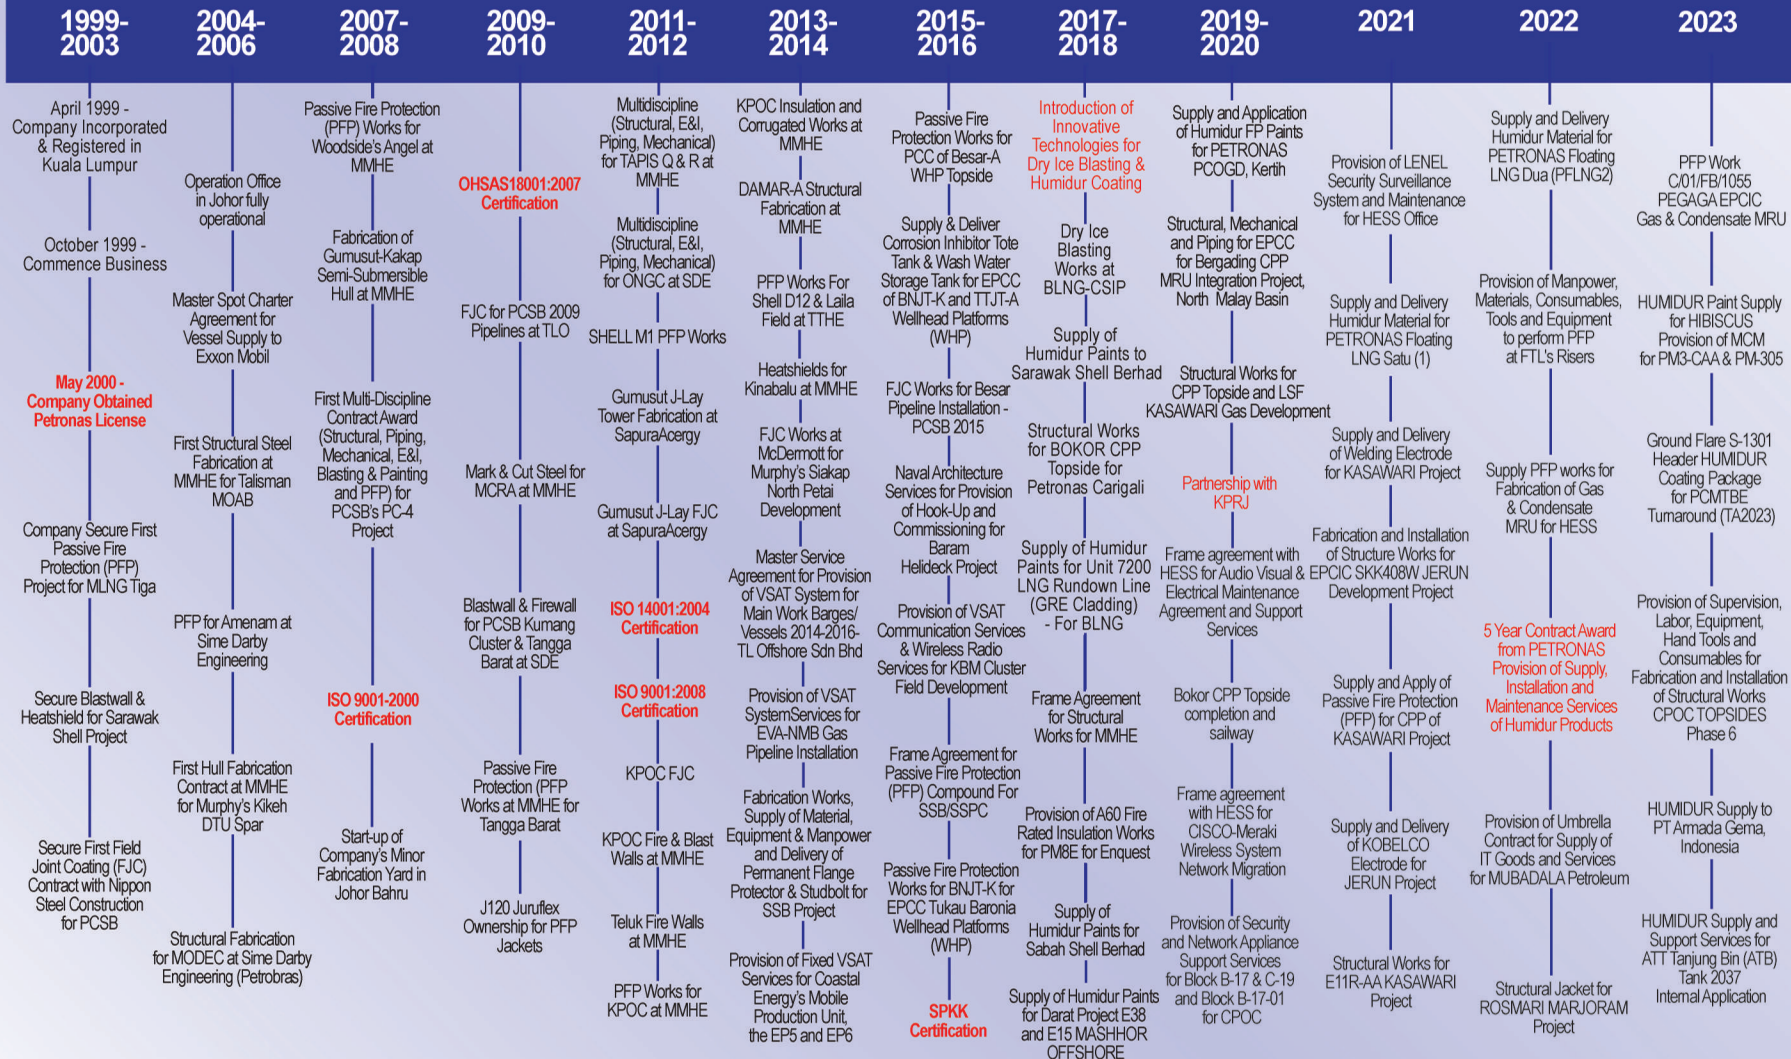 1999-
2003
April 1999 -
Company Incorporated
& Registered in
Kuala Lumpur
October 1999 -
Commence Business
May 2000 -
Company Obtained
Petronas License
Company Secure First
Passive Fire
Protection (PFP)
Project for MLNG Tiga
Secure Blastwall &
Heatshield for Sarawak
Shell Project
Secure First Field
Joint Coating (FJC)
Contract with Nippon
Steel Construction
for PCSB
2004-
2006
Operation Office
in Johor fully
operational
Master Spot Charter
Agreement for
Vessel Supply to
Exxon Mobil
First Structural Steel
Fabrication at
MMHE for Talisman
MOAB
PFP for Amenam at
Sime Darby
Engineering
First Hull Fabrication
Contract at MMHE
for Murphy's Kikeh
DTU Spar
Structural Fabrication
for MODEC at Sime Darby
Engineering (Petrobras)
2007-
2008
Passive Fire Protection
(PFP) Works for
Woodside's Angel at
MMHE
Fabrication of
Gumusut-Kakap
Semi-Submersible
Hull at MMHE
First Multi-Discipline
Contract Award
(Structural, Piping,
Mechanical, E&I,
Blasting & Painting
and PFP) for
PCSB's PC-4
Project
ISO 9001-2000
Certification
Start-up of
Company's Minor
Fabrication Yard in
Johor Bahru
2009-
2010
OHSAS18001:2007
Certification
FJC for PCSB 2009
Pipelines at TLO
Mark & Cut Steel for
MCRA at MMHE
Blastwall & Firewall
for PCSB Kumang
Cluster & Tangga
Barat at SDE
Passive Fire
Protection (PFP
Works at MMHE for
Tangga Barat
J120 Juruflex
Ownership for PFP
Jackets
2011-
2012
Multidiscipline
(Structural, E&I,
Piping, Mechanical)
for TAPIS Q & R at
MMHE
Multidiscipline
(Structural, E&I,
Piping, Mechanical)
for ONGC at SDE
SHELL M1 PFP Works
Gumusut J-Lay
Tower Fabrication at
SapuraAcergy
Gumusut J-Lay FJC
at SapuraAcergy
ISO 14001:2004
Certification
ISO 9001:2008
Certification
KPOC FJC
KPOC Fire & Blast
Walls at MMHE
Teluk Fire Walls
at MMHE
PFP Works for
KPOC at MMHE
2013-
2014
KPOC Insulation and
Corrugated Works at
MMHE
DAMAR-A Structural
Fabrication at
MMHE
PFP Works For
Shell D12 & Laila
Field at TTHE
Heatshields for
Kinabalu at MMHE
FJC Works at
McDermott for
Murphy's Siakap
North Petai
Development
Master Service
Agreement for Provision
of VSAT System for
Main Work Barges/
Vessels 2014-2016-
TL Offshore Sdn Bhd
Provision of VSAT
SystemServices for
EVA-NMB Gas
Pipeline Installation
Fabrication Works,
Supply of Material,
Equipment & Manpower
and Delivery of
Permanent Flange
Protector & Studbolt for
SSB Project
Provision of Fixed VSAT
Services for Coastal
Energy's Mobile
Production Unit,
the EP5 and EP6
2015-
2016
Passive Fire
Protection Works for
PCC of Besar-A
WHP Topside
Supply & Deliver
Corrosion Inhibitor Tote
Tank & Wash Water
Storage Tank for EPCC
of BNJT-K and TTJT-A
Wellhead Platforms
(WHP)
FJC Works for Besar
Pipeline Installation -
PCSB 2015
Naval Architecture
Services for Provision
of Hook-Up and
Commissioning for
Baram
Helideck Project
Provision of VSAT
Communication Services
& Wireless Radio
Services for KBM Cluster
Field Development
Frame Agreement for
Passive Fire Protection
(PFP) Compound For
SSB/SSPC
Passive Fire Protection
Works for BNJT-K for
EPCC Tukau Baronia
Wellhead Platforms
(WHP)
SPKK
Certification
2017-
2018
Introduction of
Innovative
Technologies for
Dry Ice Blasting &
Humidur Coating
Dry Ice
Blasting
Works at
BLNG-CSIP
Supply of
Humidur Paints to
Sarawak Shell Berhad
Structural Works
for BOKOR CPP
Topside for
Petronas Carigali
Supply of Humidur
Paints for Unit 7200
LNG Rundown Line
(GRE Cladding)
- For BLNG
Frame Agreement
for Structural
Works for MMHE
Provision of A60 Fire
Rated Insulation Works
for PM8E for Enquest
Supply of
Humidur Paints for
Sabah Shell Berhad
Supply of Humidur Paints
for Darat Project E38
and E15 MASHHOR
OFFSHORE
2019-
2020
Supply and Application
of Humidur FP Paints
for PETRONAS
PCOGD, Kertih
Structural, Mechanical
and Piping for EPCC
for Bergading CPP
MRU Integration Project,
North Malay Basin
Structural Works for
CPP Topside and LSF
KASAWARI Gas Development
Partnership with
KPRJ
Frame agreement with
HESS for Audio Visual &
Electrical Maintenance
Agreement and Support
Services
Bokor CPP Topside
completion and
sailway
Frame agreement
with HESS for
CISCO-Meraki
Wireless System
Network Migration
Provision of Security
and Network Appliance
Support Services
for Block B-17 & C-19
and Block B-17-01
for CPOC
2021
Provision of LENEL
Security Surveillance
System and Maintenance
for HESS Office
Supply and Delivery
Humidur Material for
PETRONAS Floating
LNG Satu (1)
Supply and Delivery
of Welding Electrode
for KASAWARI Project
Fabrication and Installation
of Structure Works for
EPCIC SKK408W JERUN
Development Project
Supply and Apply of
Passive Fire Protection
(PFP) for CPP of
KASAWARI Project
Supply and Delivery
of KOBELCO
Electrode for
JERUN Project
Structural Works for
E11R-AA KASAWARI
Project
2022
Supply and Delivery
Humidur Material for
PETRONAS Floating
LNG Dua (PFLNG2)
Provision of Manpower,
Materials, Consumables,
Tools and Equipment
to perform PFP
at FTL's Risers
Supply PFP works for
Fabrication of Gas
& Condensate
MRU for HESS
5 Year Contract Award
from PETRONAS
Provision of Supply,
Installation and
Maintenance Services
of Humidur Products
Provision of Umbrella
Contract for Supply of
IT Goods and Services
for MUBADALA Petroleum
Structural Jacket for
ROSMARI MARJORAM
Project
2023
PFP Work
C/01/FB/1055
PEGAGA EPCIC
Gas & Condensate MRU
HUMIDUR Paint Supply
for HIBISCUS
Provision of MCM
for PM3-CAA & PM-305
Ground Flare S-1301
Header HUMIDUR
Coating Package
for PCMTBE
Turnaround (TA2023)
Provision of Supervision,
Labor, Equipment,
Hand Tools and
Consumables for
Fabrication and Installation
of Structural Works
CPOC TOPSIDES
Phase 6
HUMIDUR Supply to
PT Armada Gema,
Indonesia
HUMIDUR Supply and
Support Services for
ATT Tanjung Bin (ATB)
Tank 2037
Internal Application